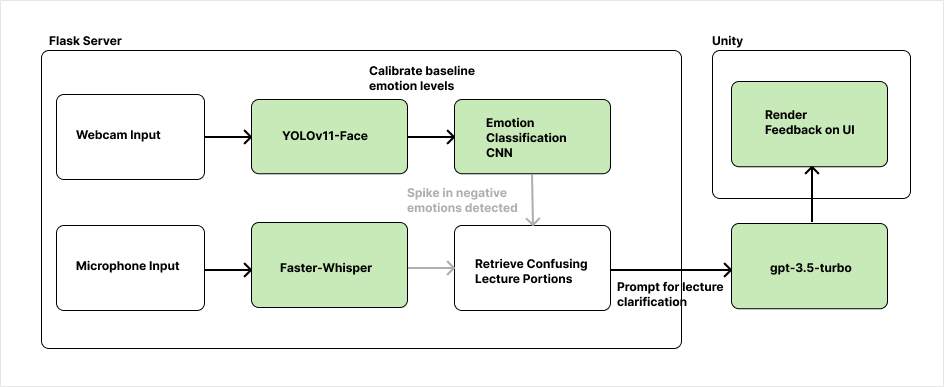 Flask Server
Unity
Calibrate baseline
emotion levels
Webcam Input
YOLOv11-Face
Emotion
Classification
CNN
Render
Feedback on UI
Spike in negative
emotions detected
Microphone Input
Faster-Whisper
Retrieve Confusing
Lecture Portions
gpt-3.5-turbo
Prompt for lecture
clarification